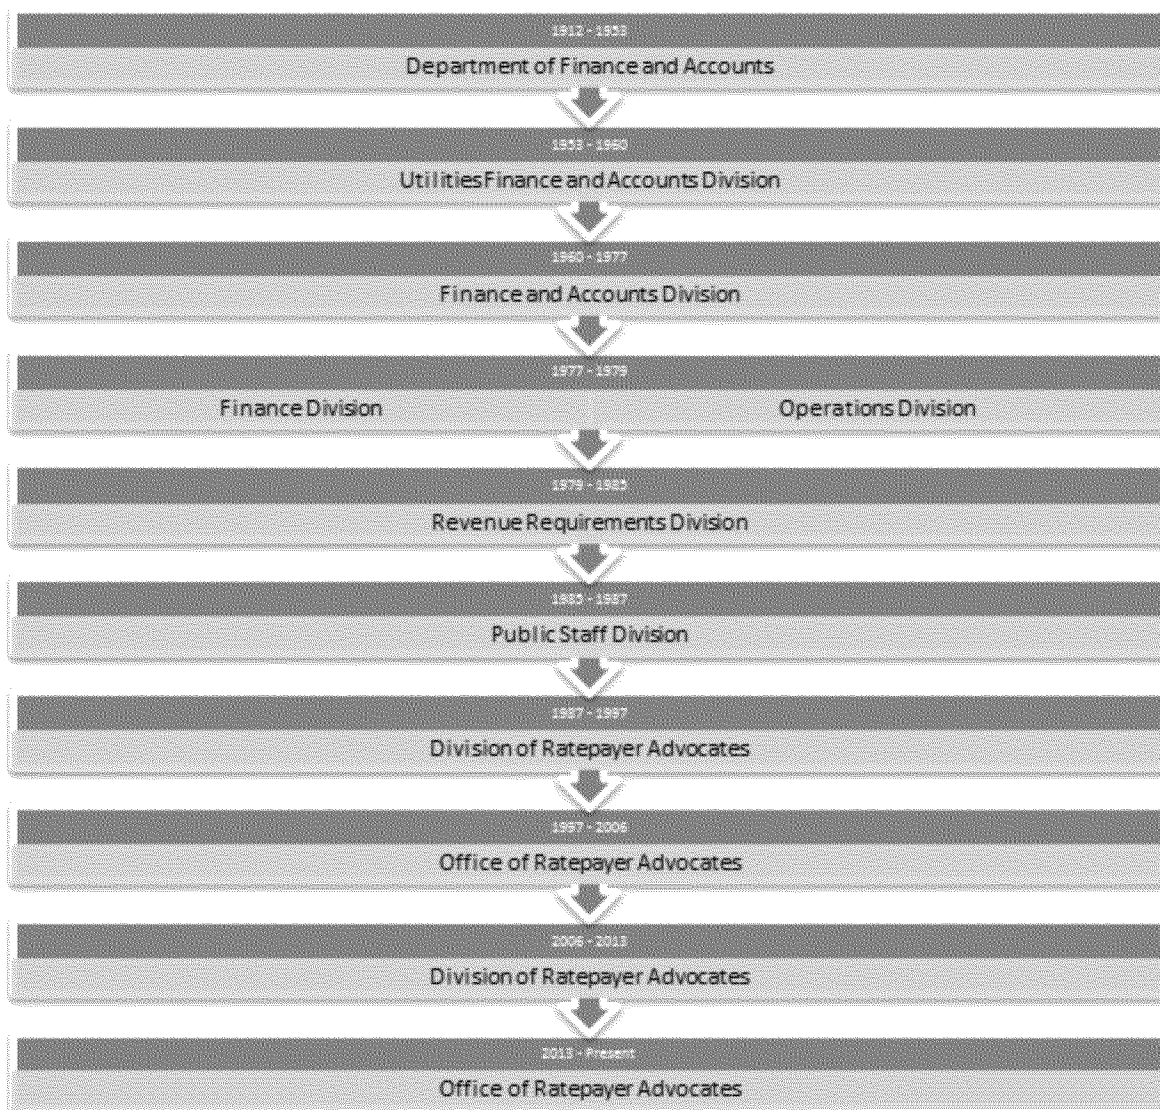 1912 - 1953
Department of Finance and Accounts
1953 - 1960
Utilities Finance and Accounts Division
1960 - 1977
Finance and Accounts Division
1977 - 1979
Finance Division Operations Division
1979 - 1985
Revenue Requirements Division
1985 - 1987
Public Staff Division
1987 - 1997
Division of Ratepayer Advocates
1997 - 2006
Office of Ratepayer Advocates
2006 - 2013
Division of Ratepayer Advocates
2013 - Present
Office of Ratepayer Advocates